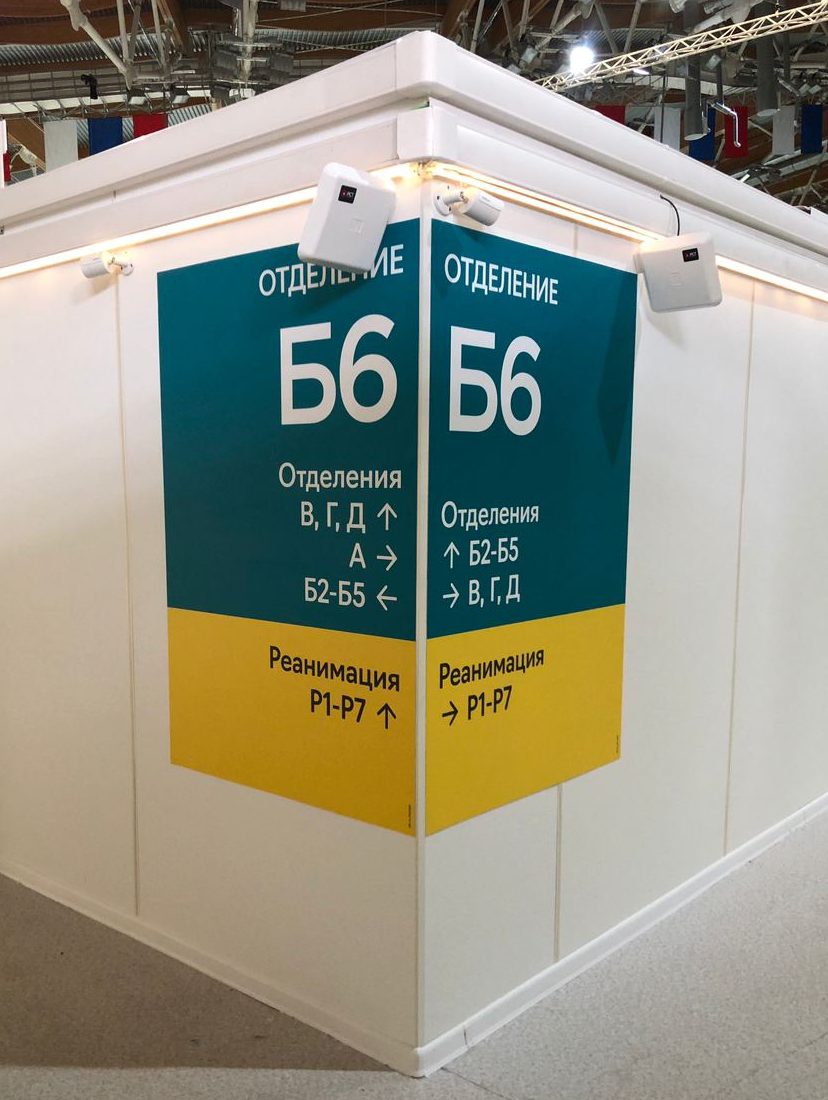 ОТДЕЛЕНИЕ
Б6
Отделения
В, Г, Д ↑
А →
Б2-Б5 ←
Реанимация
Р1-Р7 ↑
ОТДЕЛЕНИЕ
Б6
Отделения
↑ Б2-Б5
→ В, Г, Д
Реанимация
→ Р1-Р7